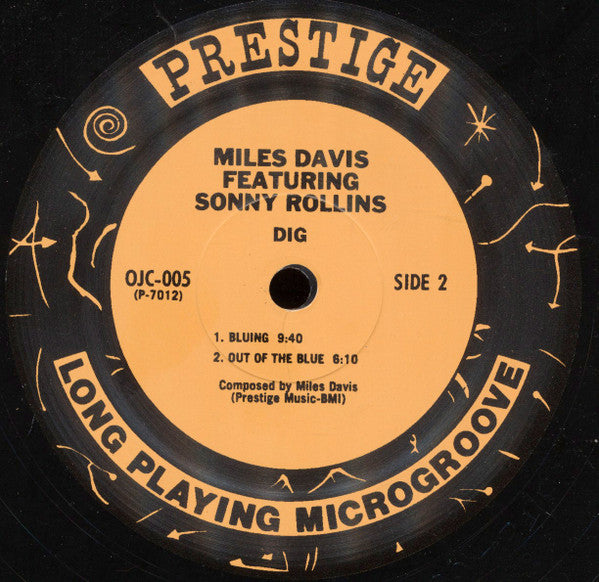 PRESTIGE
MILES DAVIS
FEATURING
SONNY ROLLINS
DIG
OJC-005
(P-7012)
SIDE 2
1. BLUING 9:40
2. OUT OF THE BLUE 6:10
Composed by Miles Davis
(Prestige Music-BMI)
LONG PLAYING MICROGROOVE